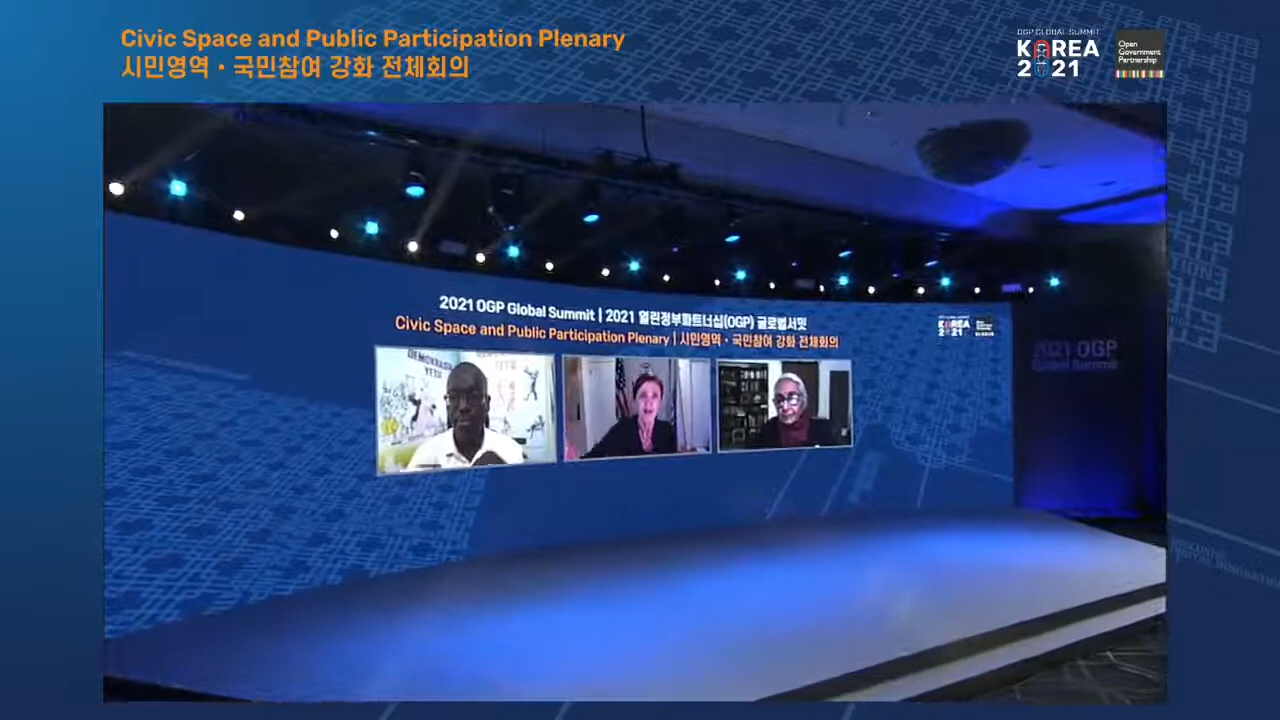 Civic Space and Public Participation Plenary
시민영역・국민참여 강화 전체회의
OGP GLOBAL SUMMIT
KOREA
2021
Open
Government
Partnership
2021 OGP Global Summit | 2021 열린정부파트너십(OGP) 글로벌서밋
Civic Space and Public Participation Plenary | 시민영역・국민참여 강화 전체회의
KOREA
2021
2021 OGP
Global Summit
DEMOKRASIA
YETU
YETU